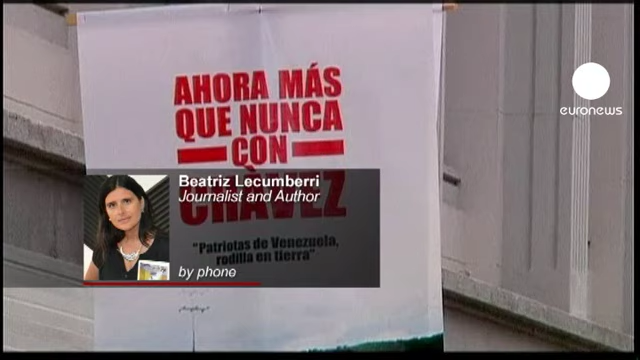 AHORA MÁS
QUE NUNCA
CON
CHÁVEZ
"Patriotas de Venezuela,
rodilla en tierra"
Beatriz Lecumberri
Journalist and Author
by phone
euronews